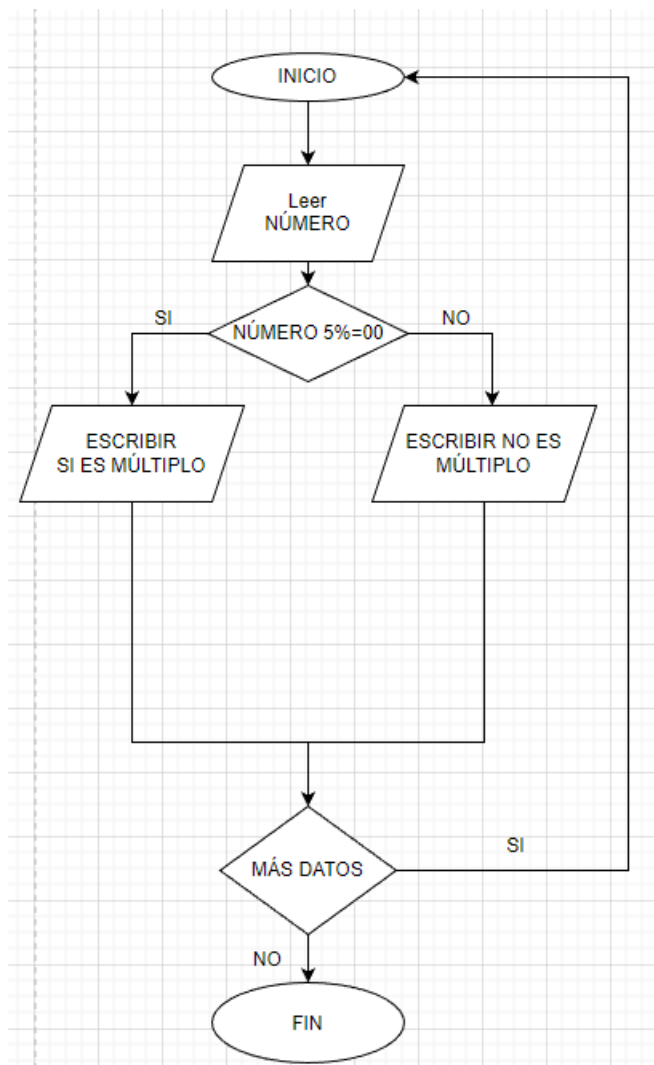 INICIO
Leer
NÚMERO
SI
NÚMERO 5%=00
NO
ESCRIBIR
SI ES MÚLTIPLO
ESCRIBIR NO ES
MÚLTIPLO
MÁS DATOS
SI
NO
FIN